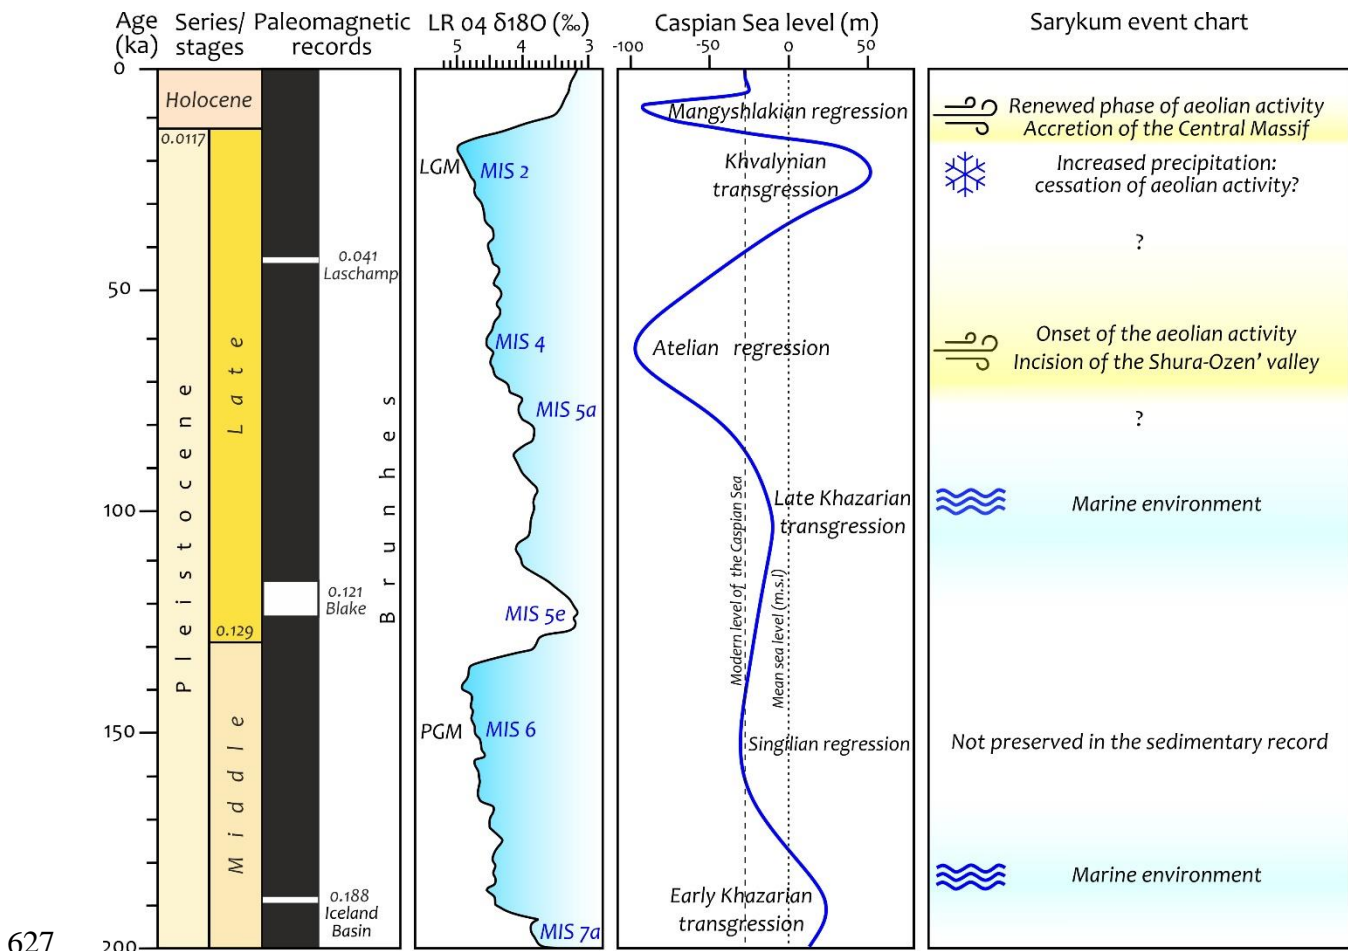 Age
(ka)
Series/
stages
Paleomagnetic
records
LR 04 δ18O (‰)
5 4 3
Caspian Sea level (m)
-100 -50 0 50
Sarykum event chart
0
50
100
150
200
Holocene
0.0117
Pleistocene
Late
0.129
Middle
0.041
Laschamp
0.121
Blake
0.188
Iceland
Basin
Brunhes
LGM
MIS 2
MIS 4
MIS 5a
MIS 5e
PGM
MIS 6
MIS 7a
Mangyshlakian regression
Khvalynian
transgression
Atelian regression
Late Khazarian
transgression
Modern level of the Caspian Sea
Mean sea level (m.s.l)
Singilian regression
Early Khazarian
transgression
Renewed phase of aeolian activity
Accretion of the Central Massif
Increased precipitation:
cessation of aeolian activity?
?
Onset of the aeolian activity
Incision of the Shura-Ozen' valley
?
Marine environment
Not preserved in the sedimentary record
Marine environment
627